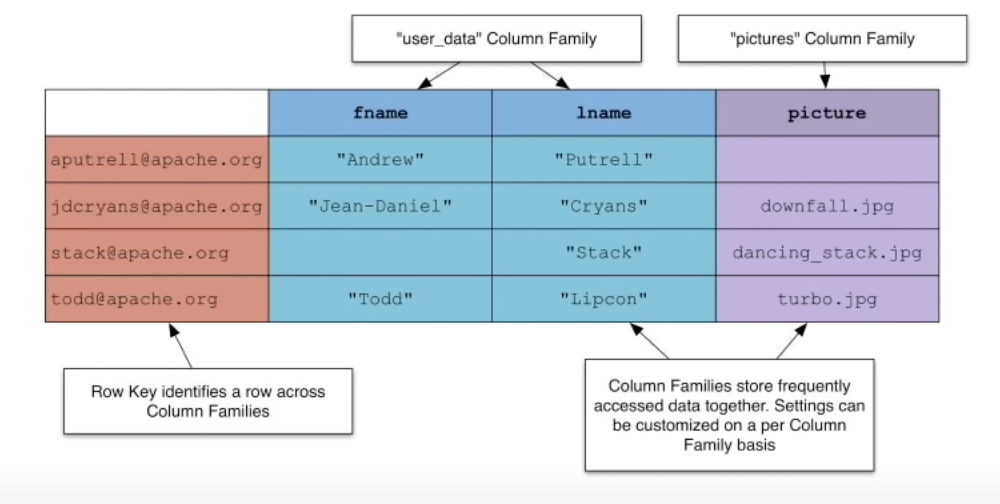 "user_data" Column Family
"pictures" Column Family
fname lname picture
aputrell@apache.org "Andrew" "Putrell"
jdcryans@apache.org "Jean-Daniel" "Cryans" downfall.jpg
stack@apache.org "Stack" dancing_stack.jpg
todd@apache.org "Todd" "Lipcon" turbo.jpg
Row Key identifies a row across
Column Families
Column Families store frequently
accessed data together. Settings can
be customized on a per Column
Family basis